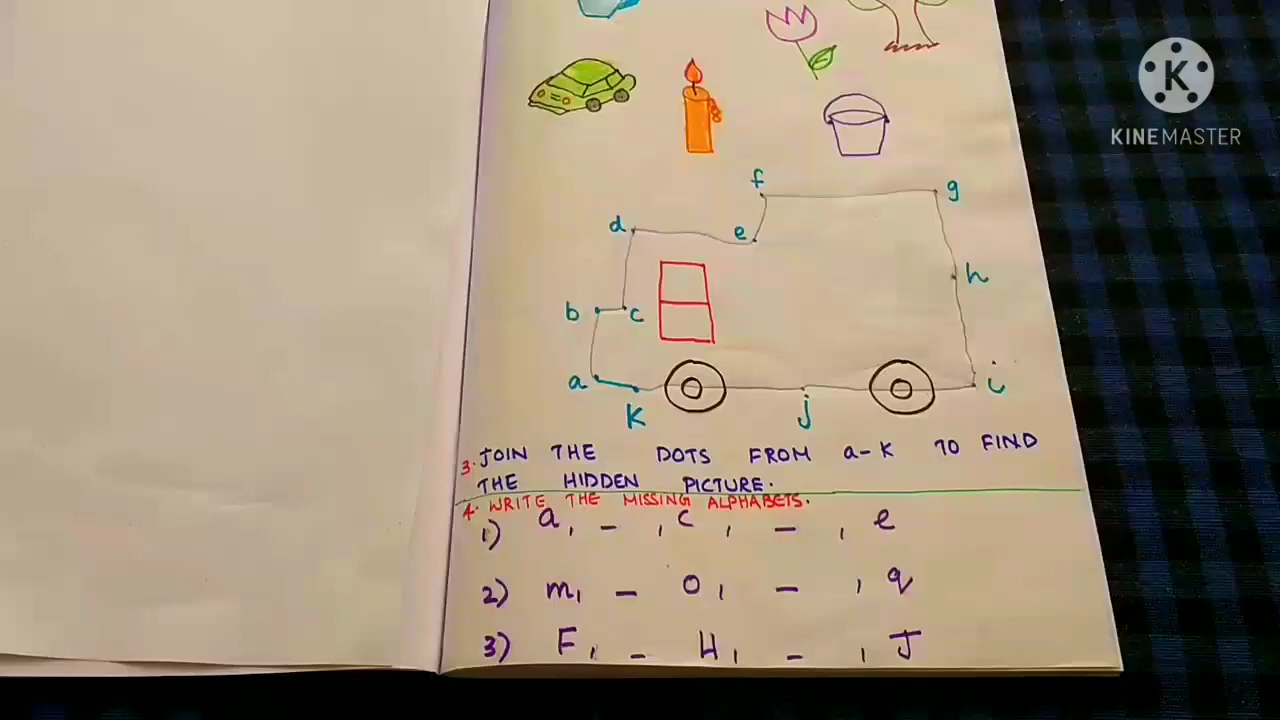 K
KINEMASTER
f
g
d
e
h
b
c
a
i
K
j
3. JOIN THE DOTS FROM a-K TO FIND
THE HIDDEN PICTURE.
4. WRITE THE MISSING ALPHABETS.
1) a, _ , c , _ , e
2) m, _ o, _ , q
3) F, _ H, _ , J